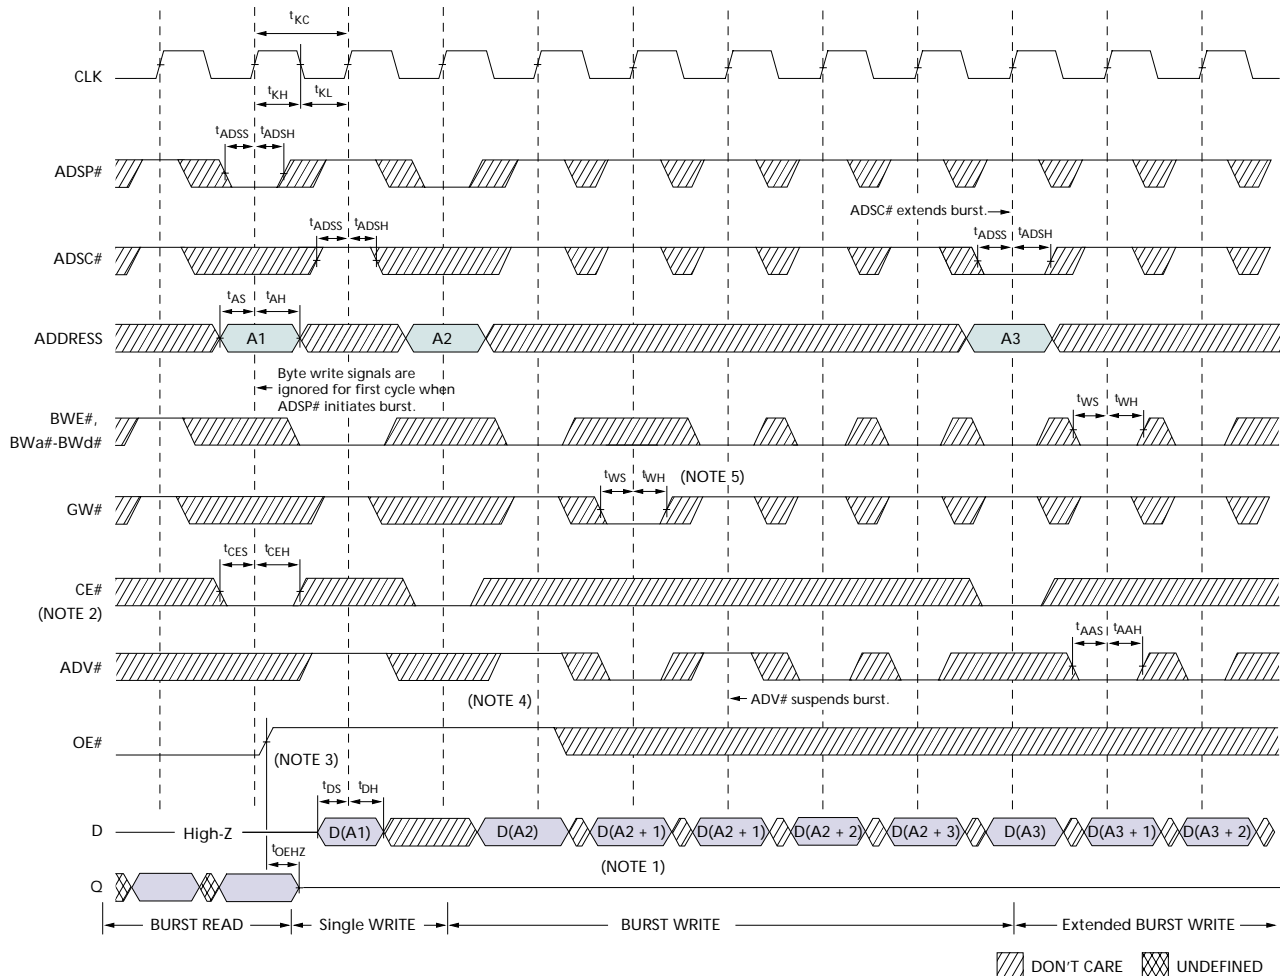 tKC
CLK
tKH
tKL
tADSS
tADSH
ADSP#
ADSC# extends burst.
tADSS
tADSH
tADSS
tADSH
ADSC#
tAS
tAH
ADDRESS
A1
A2
A3
Byte write signals are
ignored for first cycle when
ADSP# initiates burst.
BWE#,
BWa#-BWd#
tWS
tWH
tWS
tWH
(NOTE 5)
GW#
tCES
tCEH
CE#
(NOTE 2)
tAAS
tAAH
ADV#
(NOTE 4)
ADV# suspends burst.
OE#
(NOTE 3)
tDS
tDH
D
High-Z
D(A1)
D(A2)
D(A2 + 1)
D(A2 + 1)
D(A2 + 2)
D(A2 + 3)
D(A3)
D(A3 + 1)
D(A3 + 2)
tOEHZ
(NOTE 1)
Q
BURST READ
Single WRITE
BURST WRITE
Extended BURST WRITE
DON'T CARE
UNDEFINED